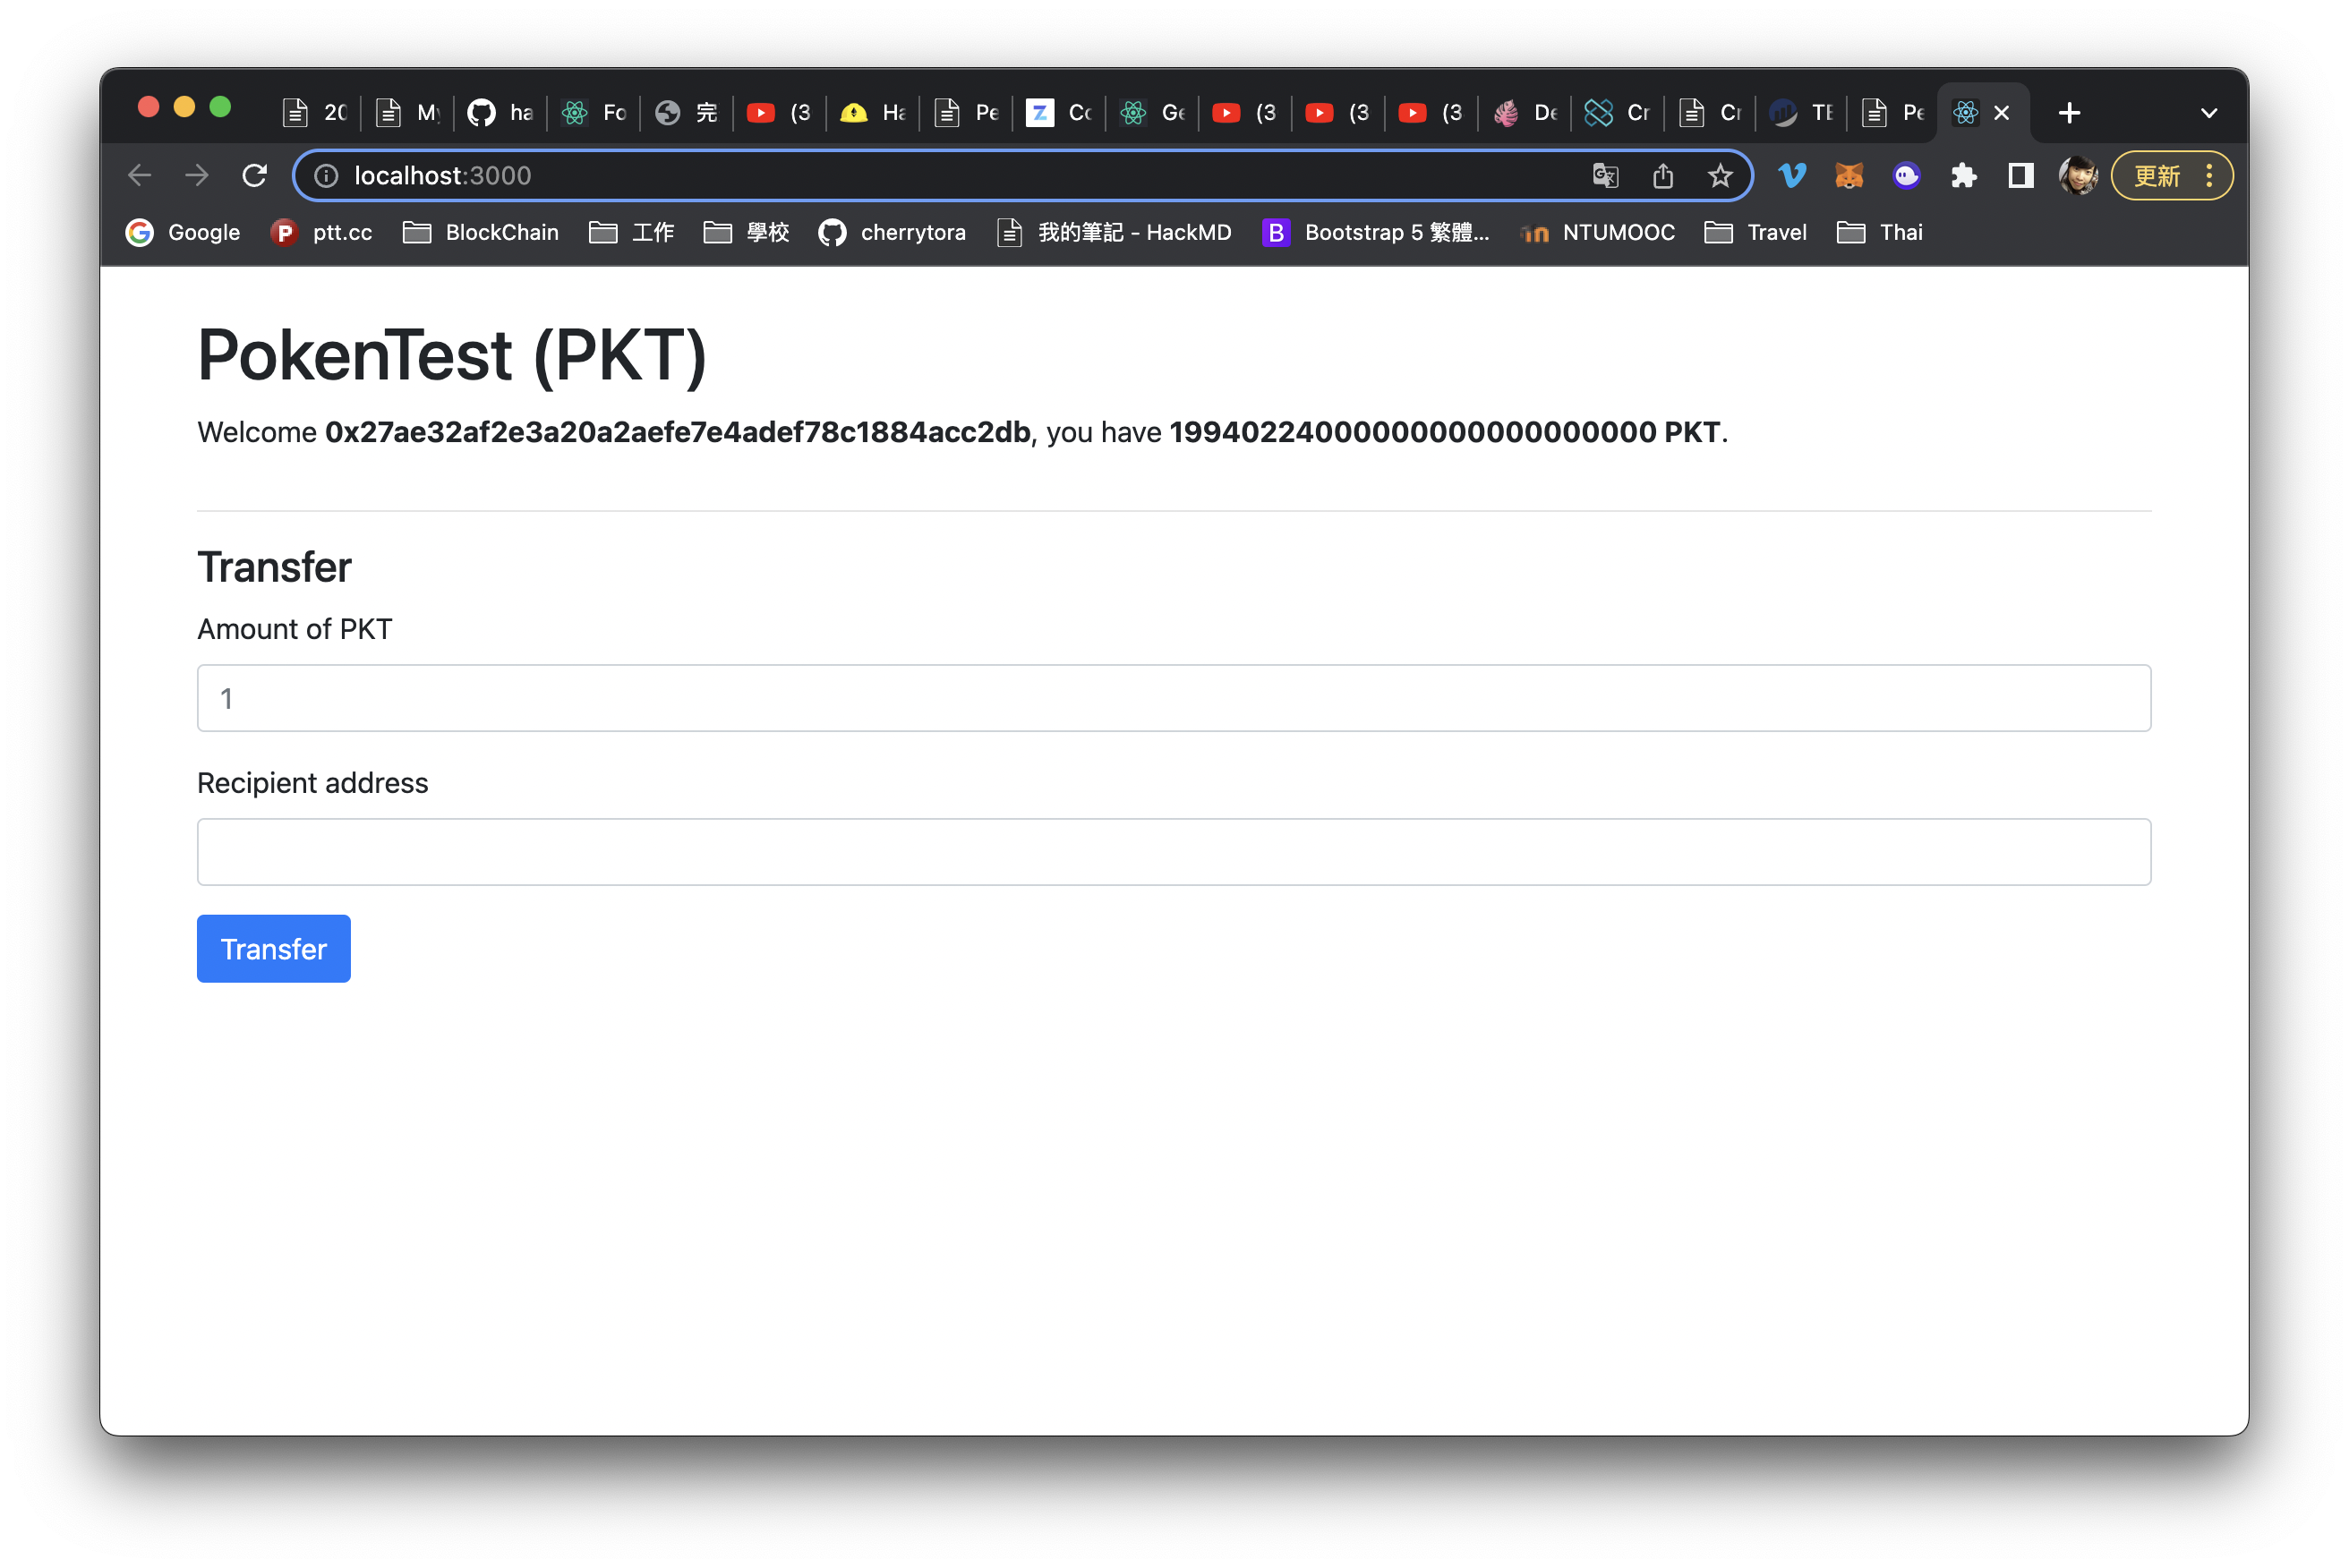 20 My ha Fo 完 (3 Ha Pe Cc Ge (3 (3 (3 De Cr Cr TE Pe
localhost:3000 更新
Google ptt.cc BlockChain 工作 學校 cherrytora 我的筆記 - HackMD Bootstrap 5 繁體... NTUMOOC Travel Thai
PokenTest (PKT)
Welcome 0x27ae32af2e3a20a2aefe7e4adef78c1884acc2db, you have 19940224000000000000000000 PKT.
Transfer
Amount of PKT
1
Recipient address
Transfer